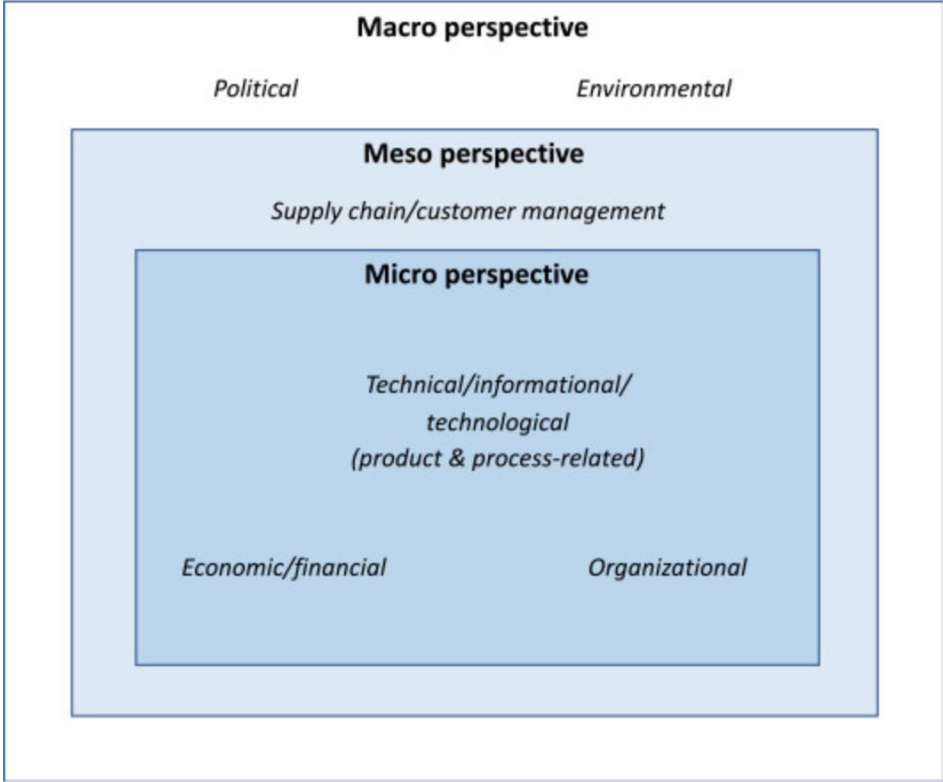 Macro perspective
Political Environmental
Meso perspective
Supply chain/customer management
Micro perspective
Technical/informational/
technological
(product & process-related)
Economic/financial Organizational